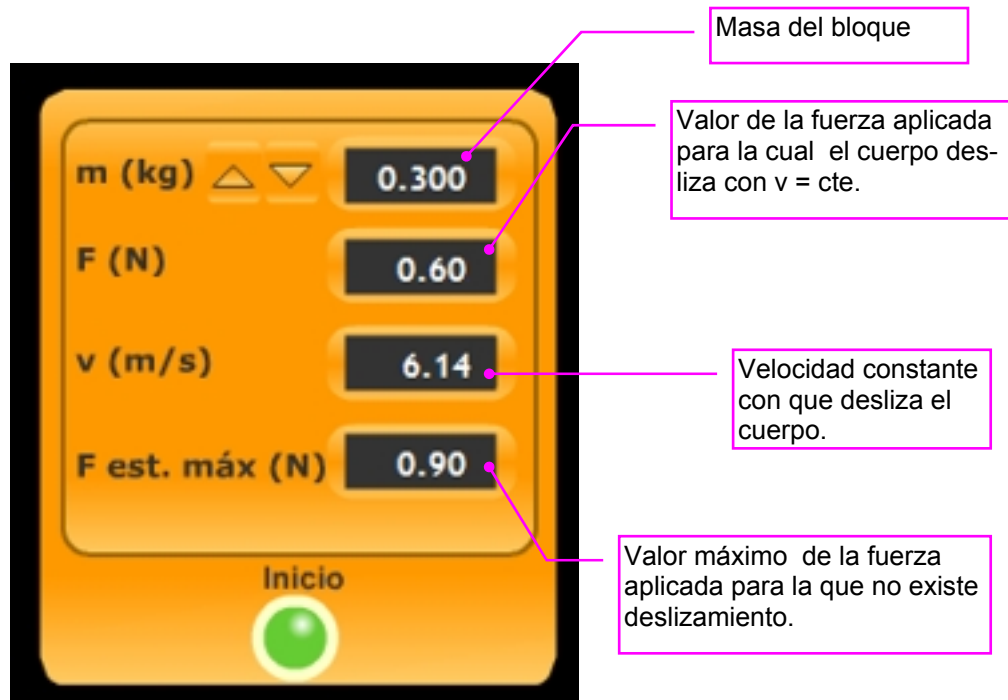 Masa del bloque
Valor de la fuerza aplicada
para la cual el cuerpo des-
liza con v = cte.
m (kg)
0.300
F (N)
0.60
v (m/s)
6.14
Velocidad constante
con que desliza el
cuerpo.
F est. máx (N)
0.90
Valor máximo de la fuerza
aplicada para la que no existe
deslizamiento.
Inicio